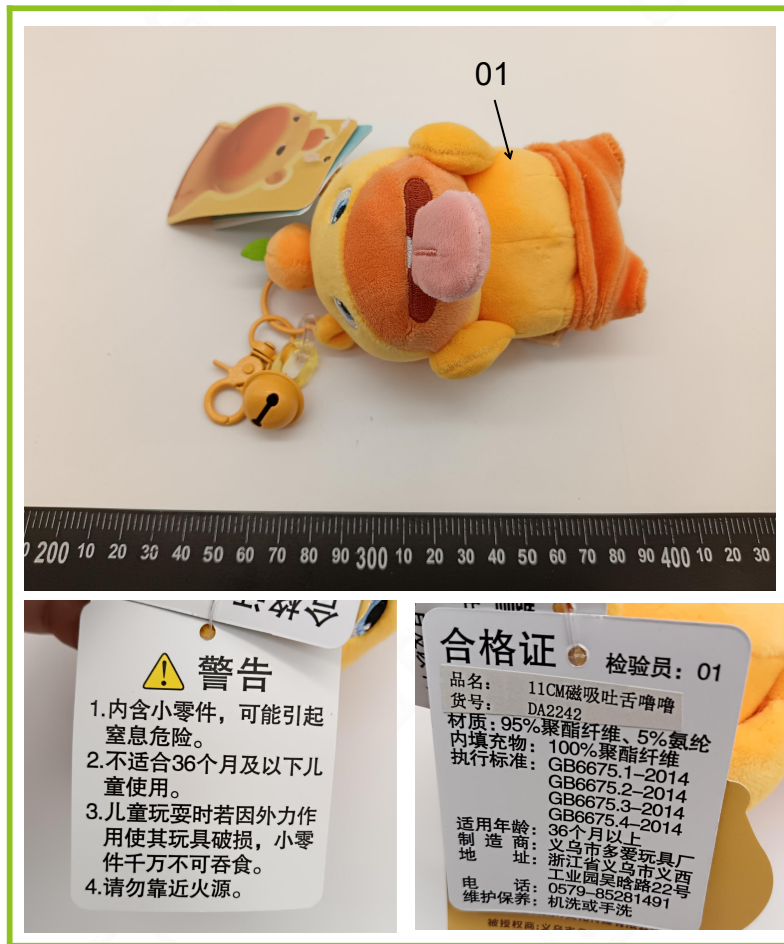 01
0 200 10 20 30 40 50 60 70 80 90 300 10 20 30 40 50 60 70 80 90 400 10 20 30
合格证
警告
1.内含小零件，可能引起
窒息危险。
2.不适合36个月及以下儿
童使用。
3.儿童玩耍时若因外力作
用使其玩具破损，小零
件千万不可吞食。
4.请勿靠近火源。
合格证 检验员：01
品名： 11CM磁吸吐舌噜噜
货号： DA2242
材质：95%聚酯纤维、5%氨纶
内填充物：100%聚酯纤维
执行标准：GB6675.1-2014
GB6675.2-2014
GB6675.3-2014
GB6675.4-2014
适用年龄：36个月以上
制造商：义乌市多爱玩具厂
地址：浙江省义乌市义西
工业园吴晗路22号
电话：0579-85281491
维护保养：机洗或手洗